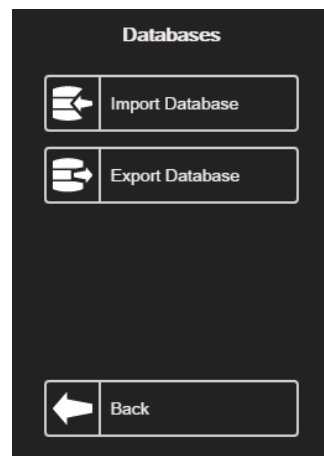 Databases
Import Database
Export Database
Back